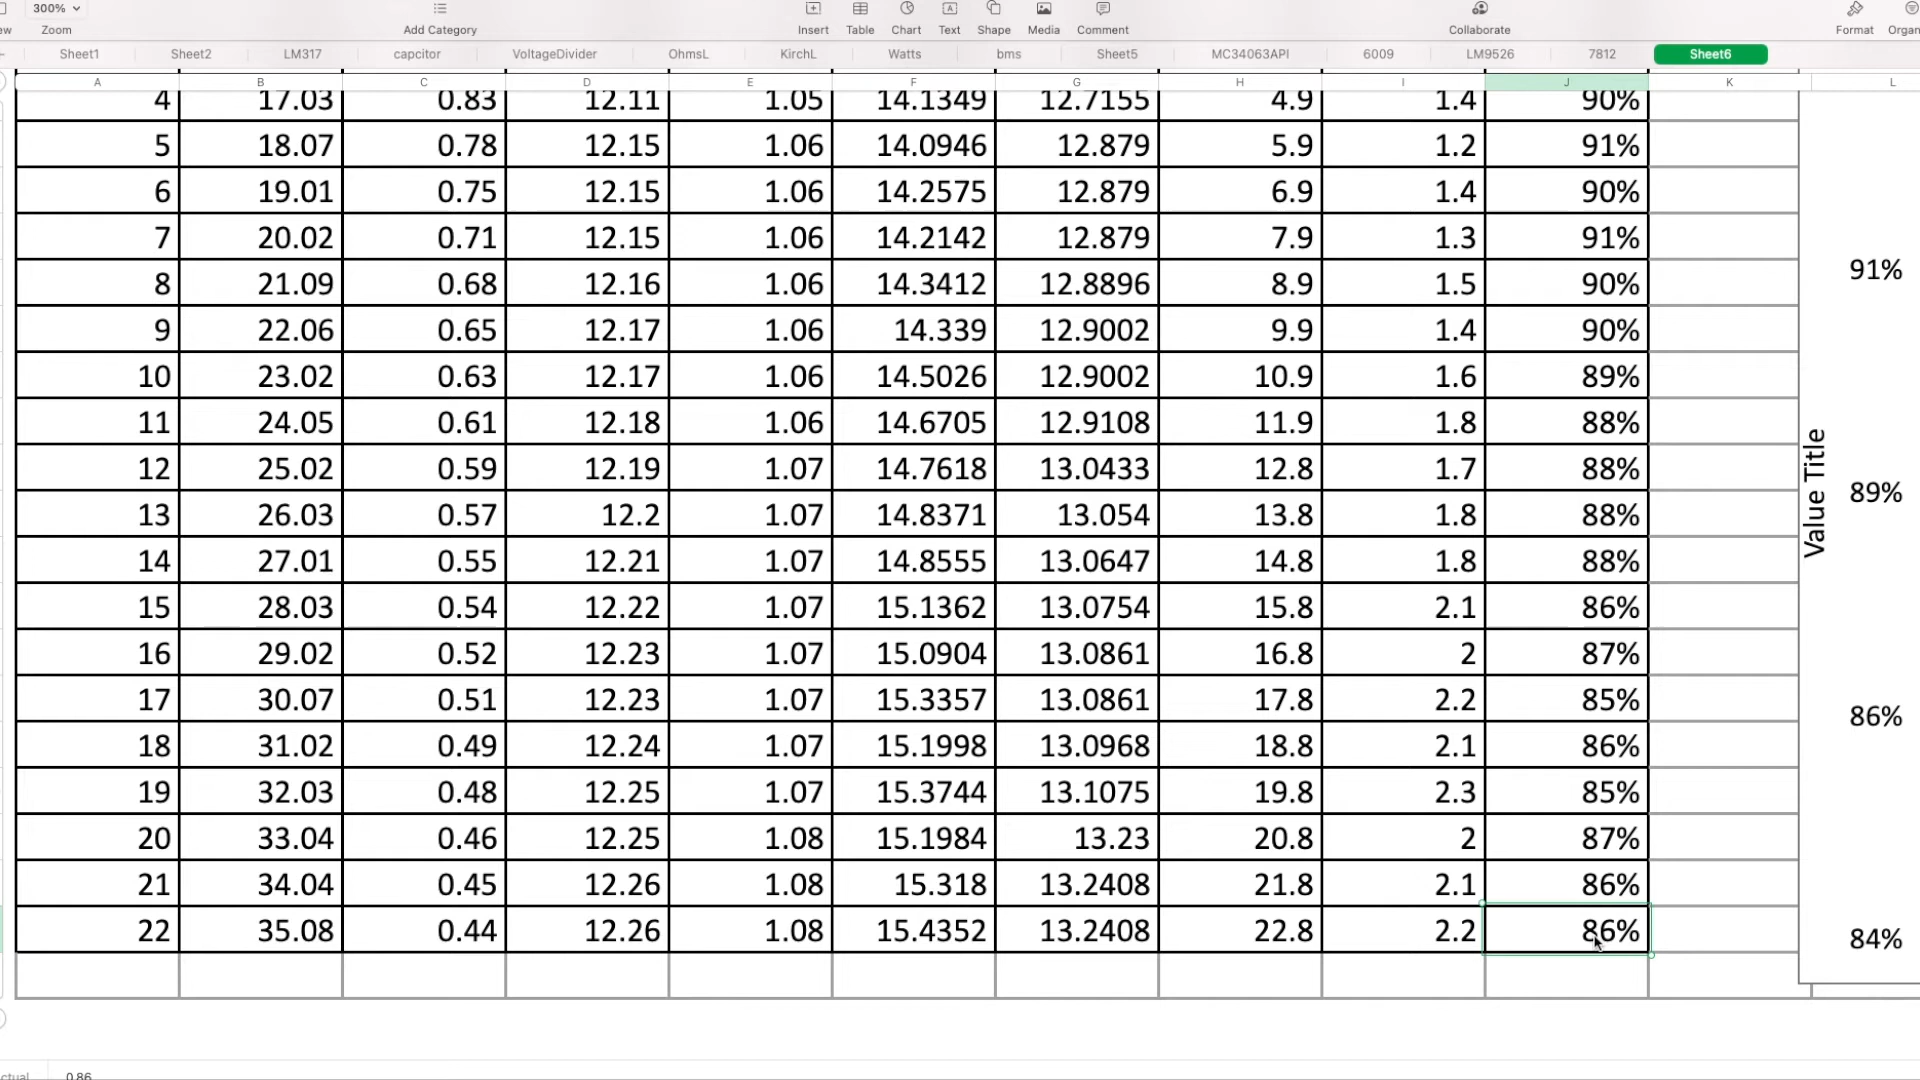 300%
Zoom Add Category Insert Table Chart Text Shape Media Comment Collaborate Format
Sheet1 Sheet2 LM317 capcitor VoltageDivider OhmsL KirchL Watts bms Sheet5 MC34063API 6009 LM9526 7812 Sheet6
A B C D E F G H I J K L
4 17.03 0.83 12.11 1.05 14.1349 12.7155 4.9 1.4 90%
5 18.07 0.78 12.15 1.06 14.0946 12.879 5.9 1.2 91%
6 19.01 0.75 12.15 1.06 14.2575 12.879 6.9 1.4 90%
7 20.02 0.71 12.15 1.06 14.2142 12.879 7.9 1.3 91%
8 21.09 0.68 12.16 1.06 14.3412 12.8896 8.9 1.5 90%
9 22.06 0.65 12.17 1.06 14.339 12.9002 9.9 1.4 90%
10 23.02 0.63 12.17 1.06 14.5026 12.9002 10.9 1.6 89%
11 24.05 0.61 12.18 1.06 14.6705 12.9108 11.9 1.8 88%
12 25.02 0.59 12.19 1.07 14.7618 13.0433 12.8 1.7 88%
13 26.03 0.57 12.2 1.07 14.8371 13.054 13.8 1.8 88%
14 27.01 0.55 12.21 1.07 14.8555 13.0647 14.8 1.8 88%
15 28.03 0.54 12.22 1.07 15.1362 13.0754 15.8 2.1 86%
16 29.02 0.52 12.23 1.07 15.0904 13.0861 16.8 2 87%
17 30.07 0.51 12.23 1.07 15.3357 13.0861 17.8 2.2 85%
18 31.02 0.49 12.24 1.07 15.1998 13.0968 18.8 2.1 86%
19 32.03 0.48 12.25 1.07 15.3744 13.1075 19.8 2.3 85%
20 33.04 0.46 12.25 1.08 15.1984 13.23 20.8 2 87%
21 34.04 0.45 12.26 1.08 15.318 13.2408 21.8 2.1 86%
22 35.08 0.44 12.26 1.08 15.4352 13.2408 22.8 2.2 86%
Value Title
91%
89%
86%
84%
0.86